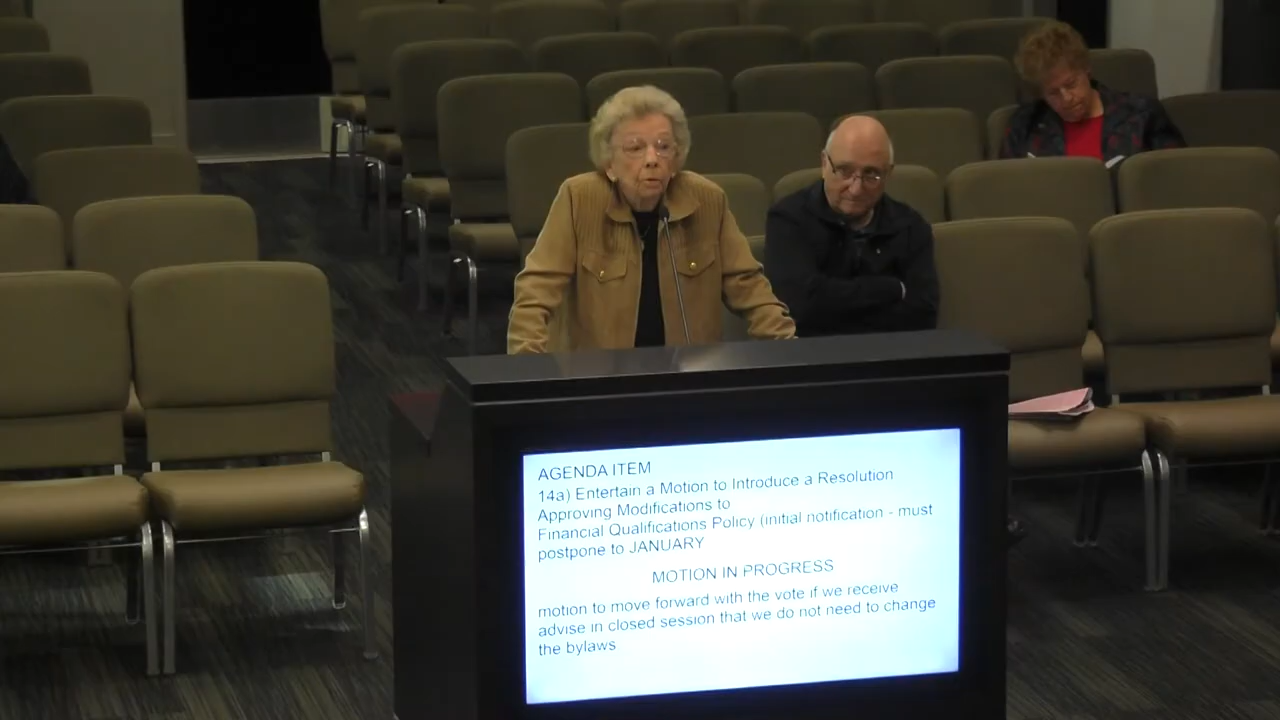 AGENDA ITEM
14a) Entertain a Motion to Introduce a Resolution
Approving Modifications to
Financial Qualifications Policy (initial notification - must
postpone to JANUARY
MOTION IN PROGRESS
motion to move forward with the vote if we receive
advise in closed session that we do not need to change
the bylaws